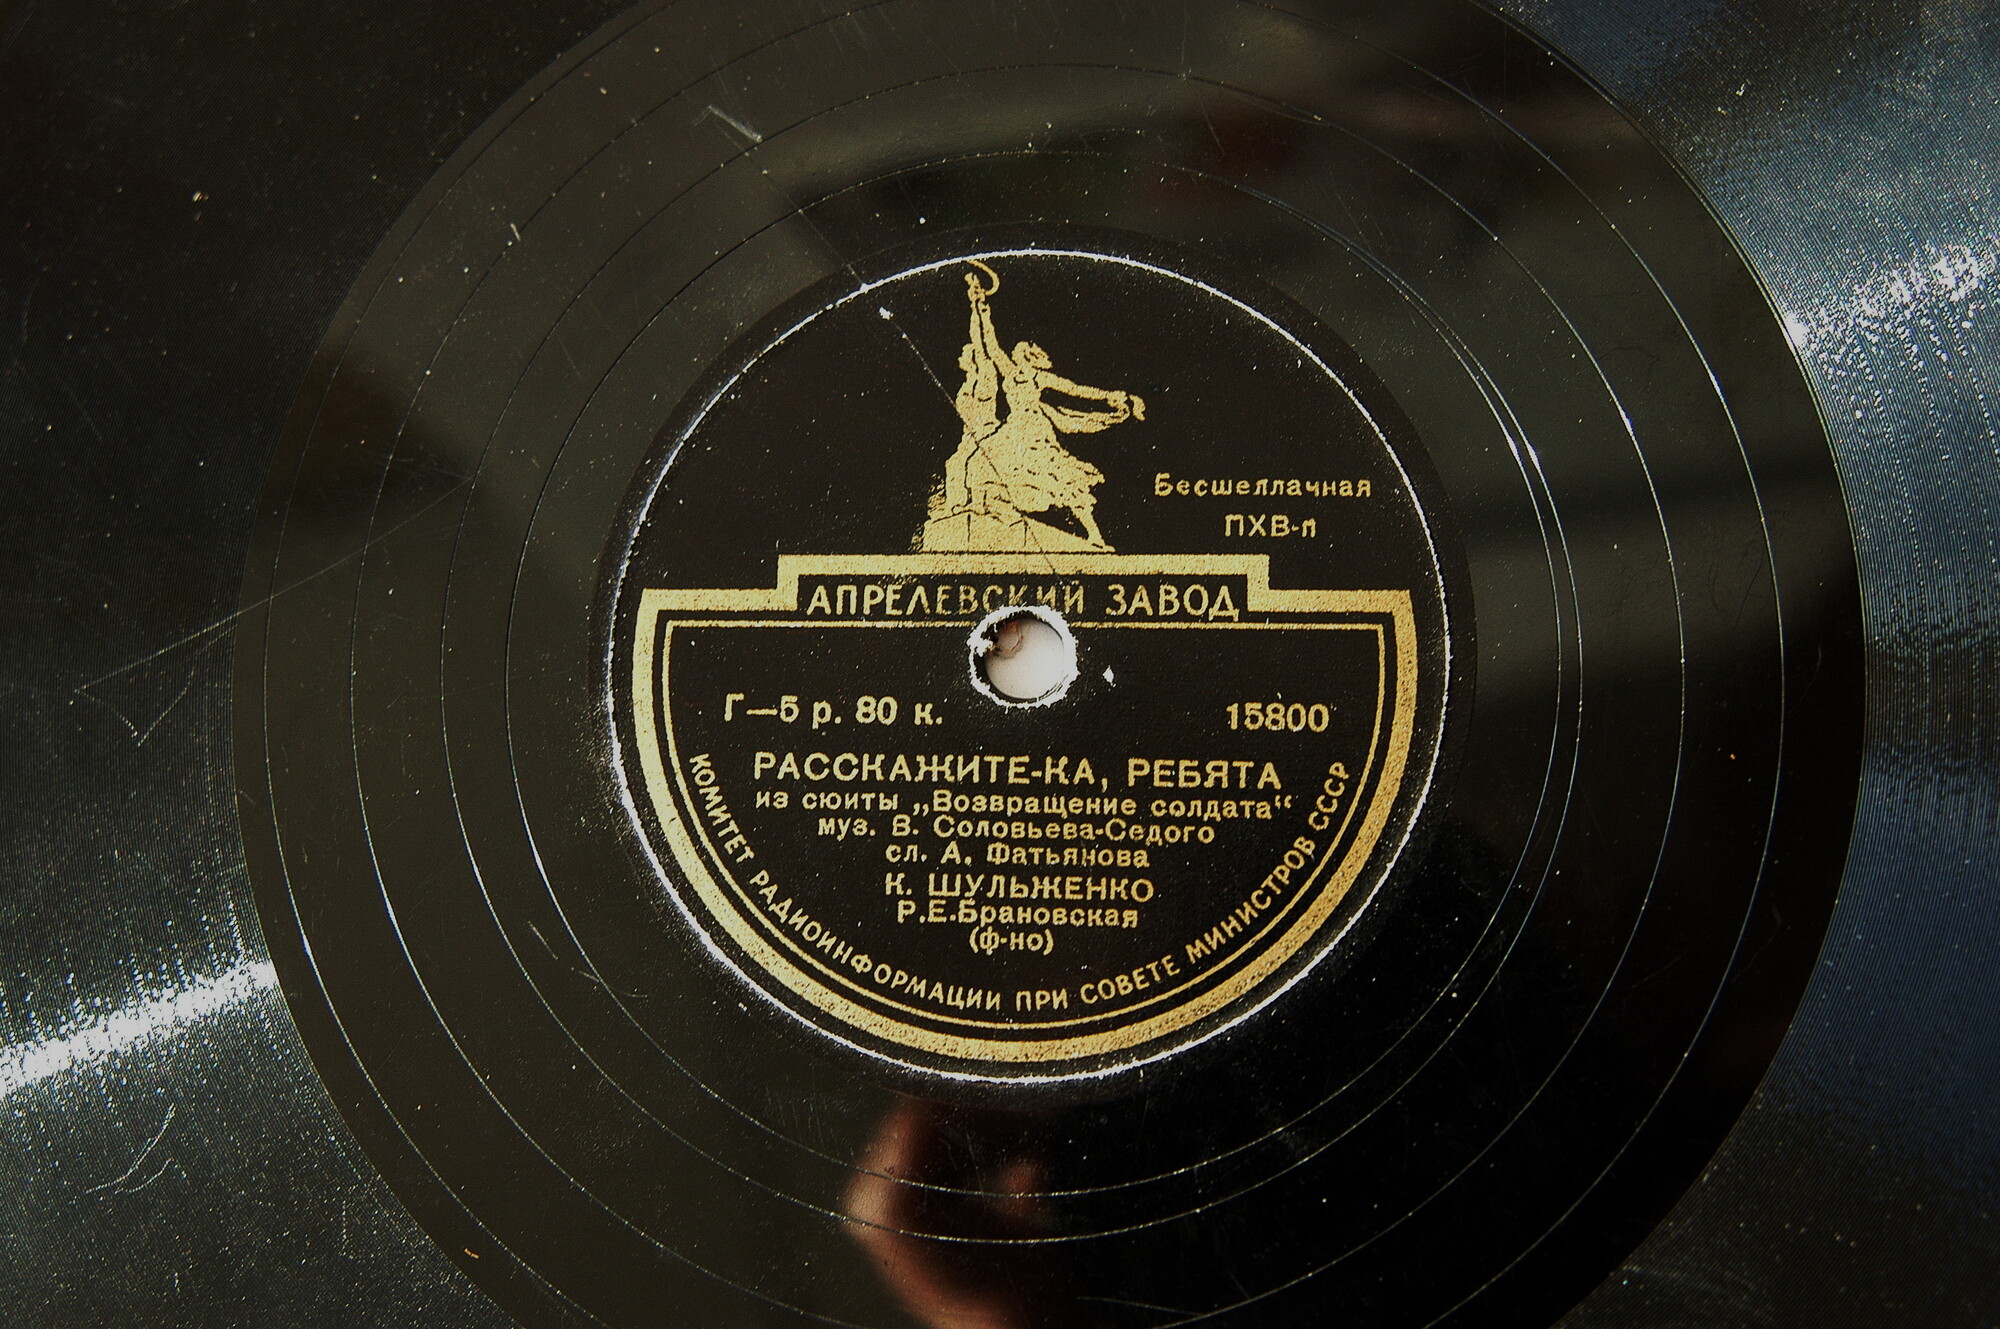 Бесшеллачная
ПХВ-п
АПРЕЛЕВСКИЙ ЗАВОД
Г—5 р. 80 к.
15800
РАССКАЖИТЕ-КА, РЕБЯТА
из сюиты „Возвращение солдата“
муз. В. Соловьева-Седого
сл. А. Фатьянова
К. ШУЛЬЖЕНКО
Р.Е.Брановская
(ф-но)
КОМИТЕТ РАДИОИНФОРМАЦИИ ПРИ СОВЕТЕ МИНИСТРОВ СССР